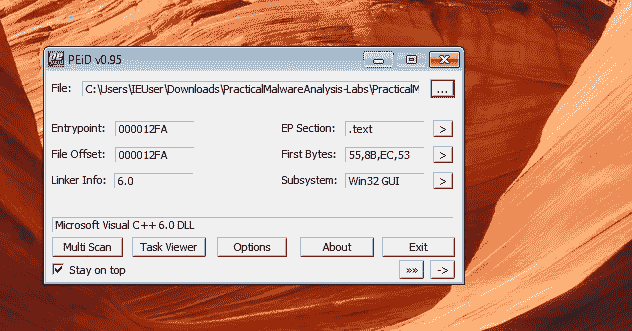 PEiD v0.95
File: C:\Users\IEUser\Downloads\PracticalMalwareAnalysis-Labs\PracticalM ...
Entrypoint: 000012FA EP Section: .text >
File Offset: 000012FA First Bytes: 55,8B,EC,53 >
Linker Info: 6.0 Subsystem: Win32 GUI >
Microsoft Visual C++ 6.0 DLL
Multi Scan Task Viewer Options About Exit
Stay on top »» ->